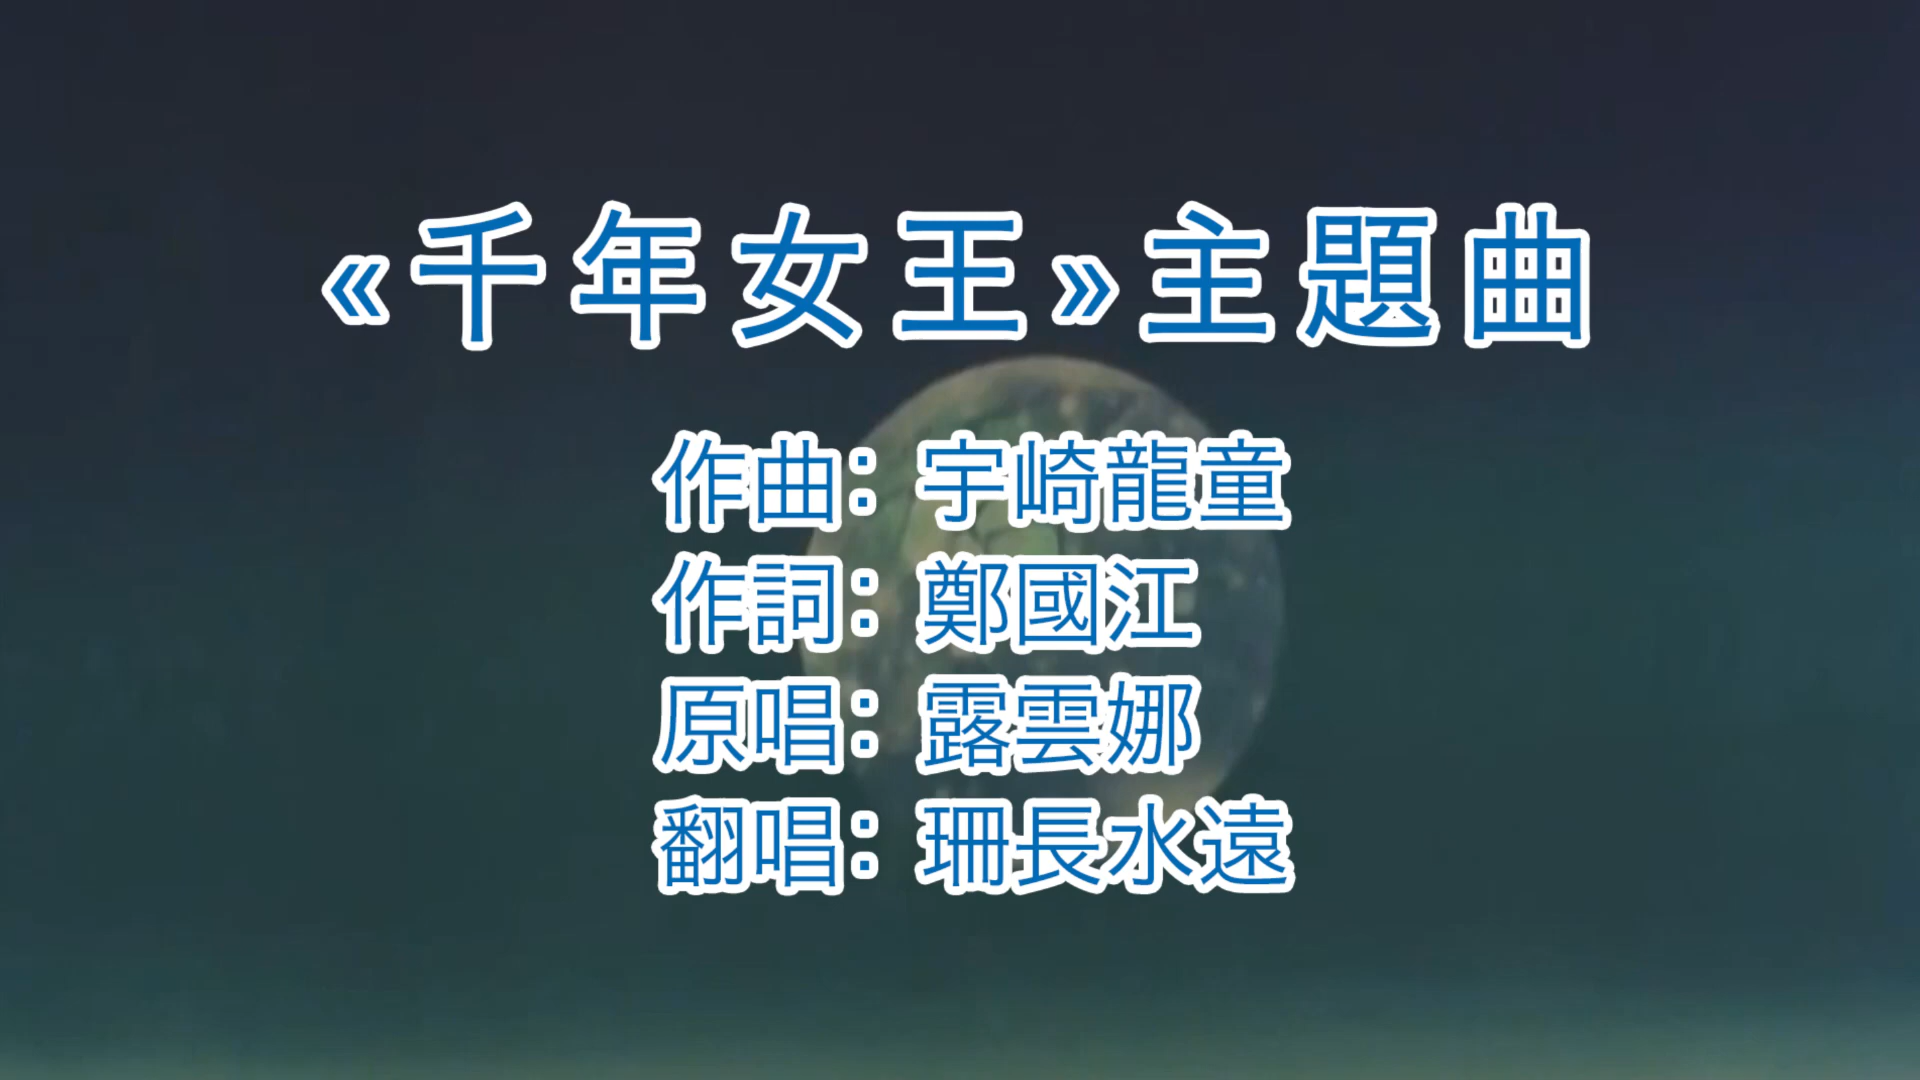 «千年女王»主題曲
作曲：宇崎龍童
作詞：鄭國江
原唱：露雲娜
翻唱：珊長水遠